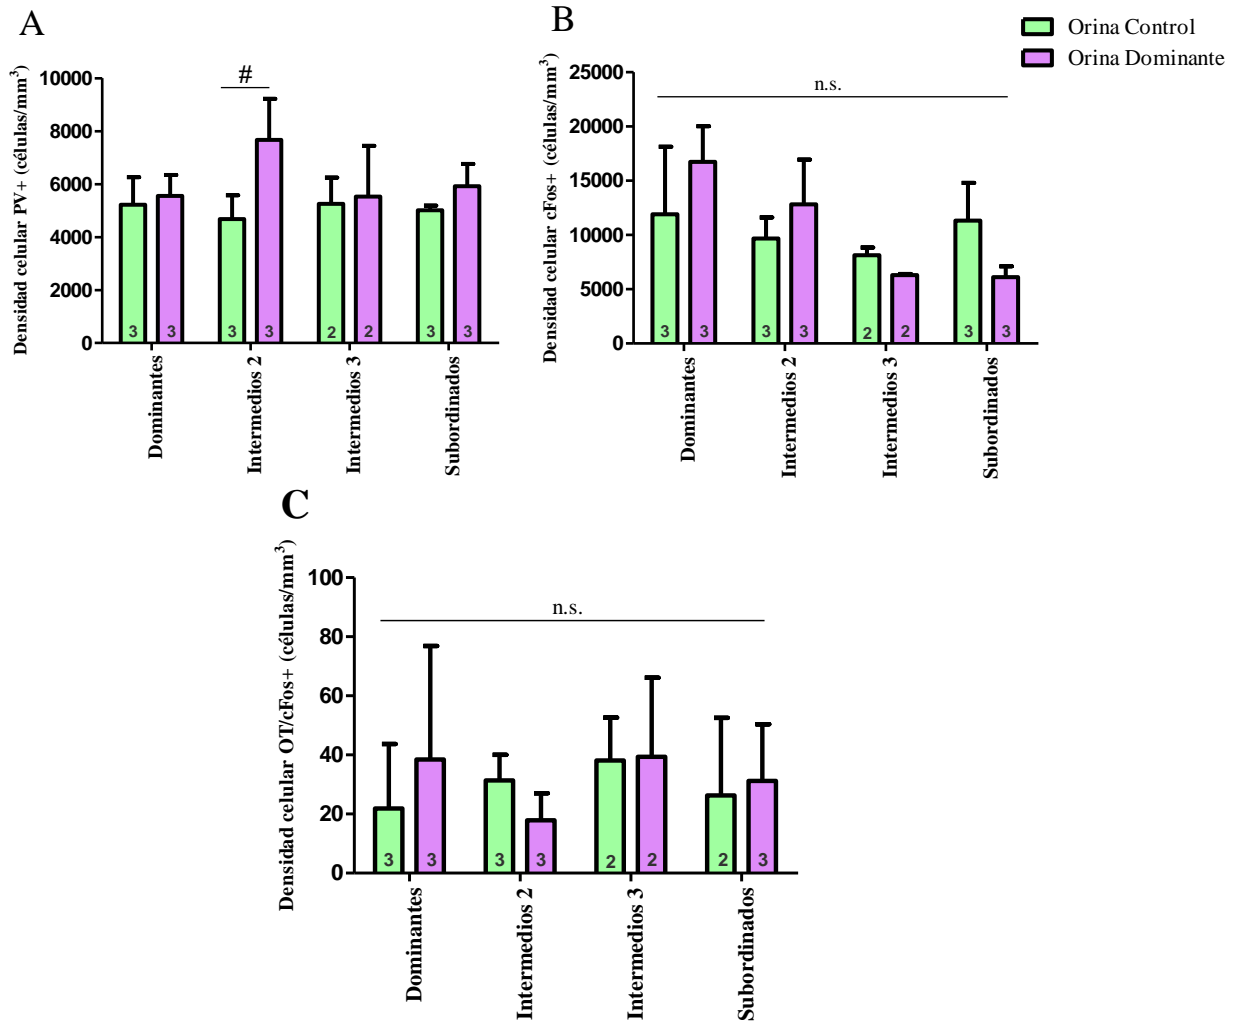 A
B
Orina Control
Orina Dominante
Densidad celular PV+ (células/mm³)
10000
8000
6000
4000
2000
0
#
3 3 3 3 2 2 3 3
Dominantes
Intermedios 2
Intermedios 3
Subordinados
Densidad celular cFos+ (células/mm³)
25000
20000
15000
10000
5000
0
n.s.
3 3 3 3 2 2 3 3
Dominantes
Intermedios 2
Intermedios 3
Subordinados
C
Densidad celular OT/cFos+ (células/mm³)
100
80
60
40
20
0
n.s.
3 3 3 3 2 2 2 3
Dominantes
Intermedios 2
Intermedios 3
Subordinados